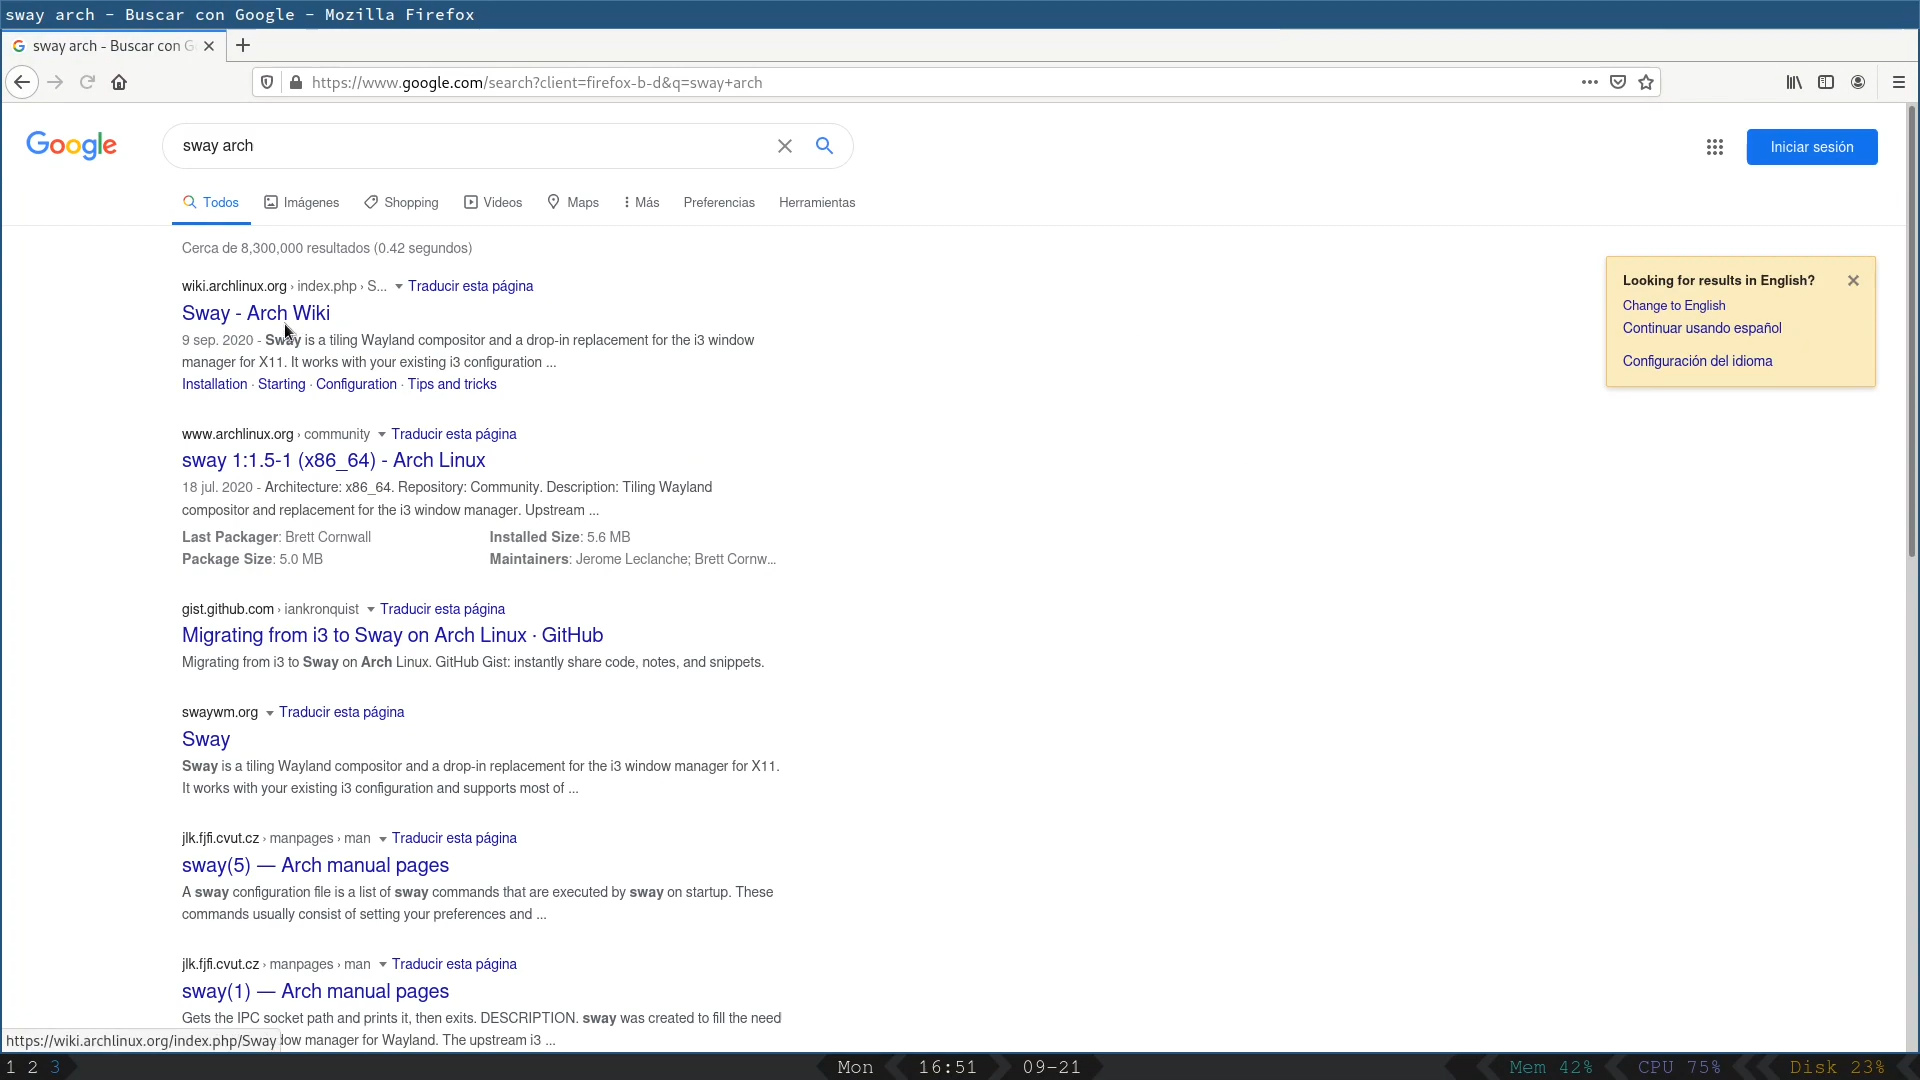 sway arch - Buscar con Google - Mozilla Firefox
sway arch - Buscar con G
https://www.google.com/search?client=firefox-b-d&q=sway+arch
Google
sway arch
Iniciar sesión
Todos Imágenes Shopping Videos Maps Más Preferencias Herramientas
Cerca de 8,300,000 resultados (0.42 segundos)
wiki.archlinux.org › index.php › S... Traducir esta página
Sway - Arch Wiki
9 sep. 2020 - Sway is a tiling Wayland compositor and a drop-in replacement for the i3 window
manager for X11. It works with your existing i3 configuration ...
Installation · Starting · Configuration · Tips and tricks
www.archlinux.org › community Traducir esta página
sway 1:1.5-1 (x86_64) - Arch Linux
18 jul. 2020 - Architecture: x86_64. Repository: Community. Description: Tiling Wayland
compositor and replacement for the i3 window manager. Upstream ...
Last Packager: Brett Cornwall Installed Size: 5.6 MB
Package Size: 5.0 MB Maintainers: Jerome Leclanche; Brett Cornw...
gist.github.com › iankronquist Traducir esta página
Migrating from i3 to Sway on Arch Linux · GitHub
Migrating from i3 to Sway on Arch Linux. GitHub Gist: instantly share code, notes, and snippets.
swaywm.org Traducir esta página
Sway
Sway is a tiling Wayland compositor and a drop-in replacement for the i3 window manager for X11.
It works with your existing i3 configuration and supports most of ...
jlk.fjfi.cvut.cz › manpages › man Traducir esta página
sway(5) — Arch manual pages
A sway configuration file is a list of sway commands that are executed by sway on startup. These
commands usually consist of setting your preferences and ...
jlk.fjfi.cvut.cz › manpages › man Traducir esta página
sway(1) — Arch manual pages
Gets the IPC socket path and prints it, then exits. DESCRIPTION. sway was created to fill the need
dow manager for Wayland. The upstream i3 ...
Looking for results in English?
Change to English
Continuar usando español
Configuración del idioma
https://wiki.archlinux.org/index.php/Sway
1 2 3 Mon 16:51 09-21 Mem 42% CPU 75% Disk 23%